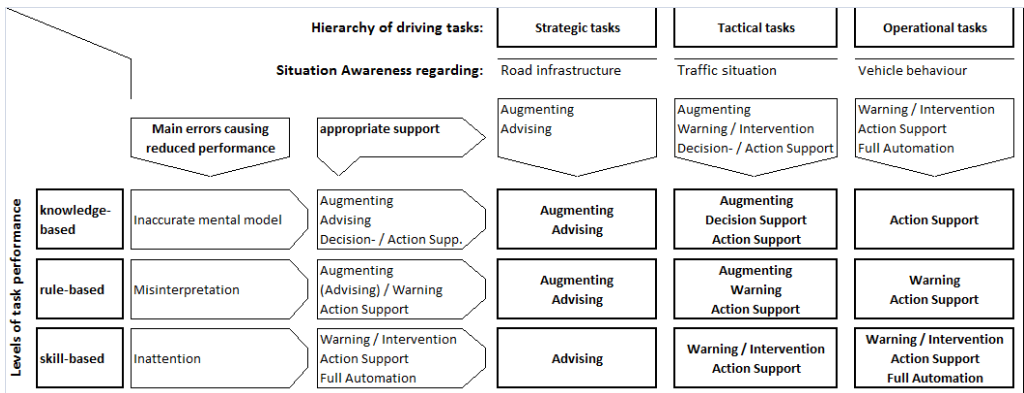 Hierarchy of driving tasks:
Strategic tasks
Tactical tasks
Operational tasks
Situation Awareness regarding:
Road infrastructure
Traffic situation
Vehicle behaviour
Main errors causing
reduced performance
appropriate support
Augmenting
Advising
Augmenting
Warning / Intervention
Decision- / Action Support
Warning / Intervention
Action Support
Full Automation
Levels of task performance
knowledge-
based
Inaccurate mental model
Augmenting
Advising
Decision- / Action Supp.
Augmenting
Advising
Augmenting
Decision Support
Action Support
Action Support
rule-based
Misinterpretation
Augmenting
(Advising) / Warning
Action Support
Augmenting
Advising
Augmenting
Warning
Action Support
Warning
Action Support
skill-based
Inattention
Warning / Intervention
Action Support
Full Automation
Advising
Warning / Intervention
Action Support
Warning / Intervention
Action Support
Full Automation